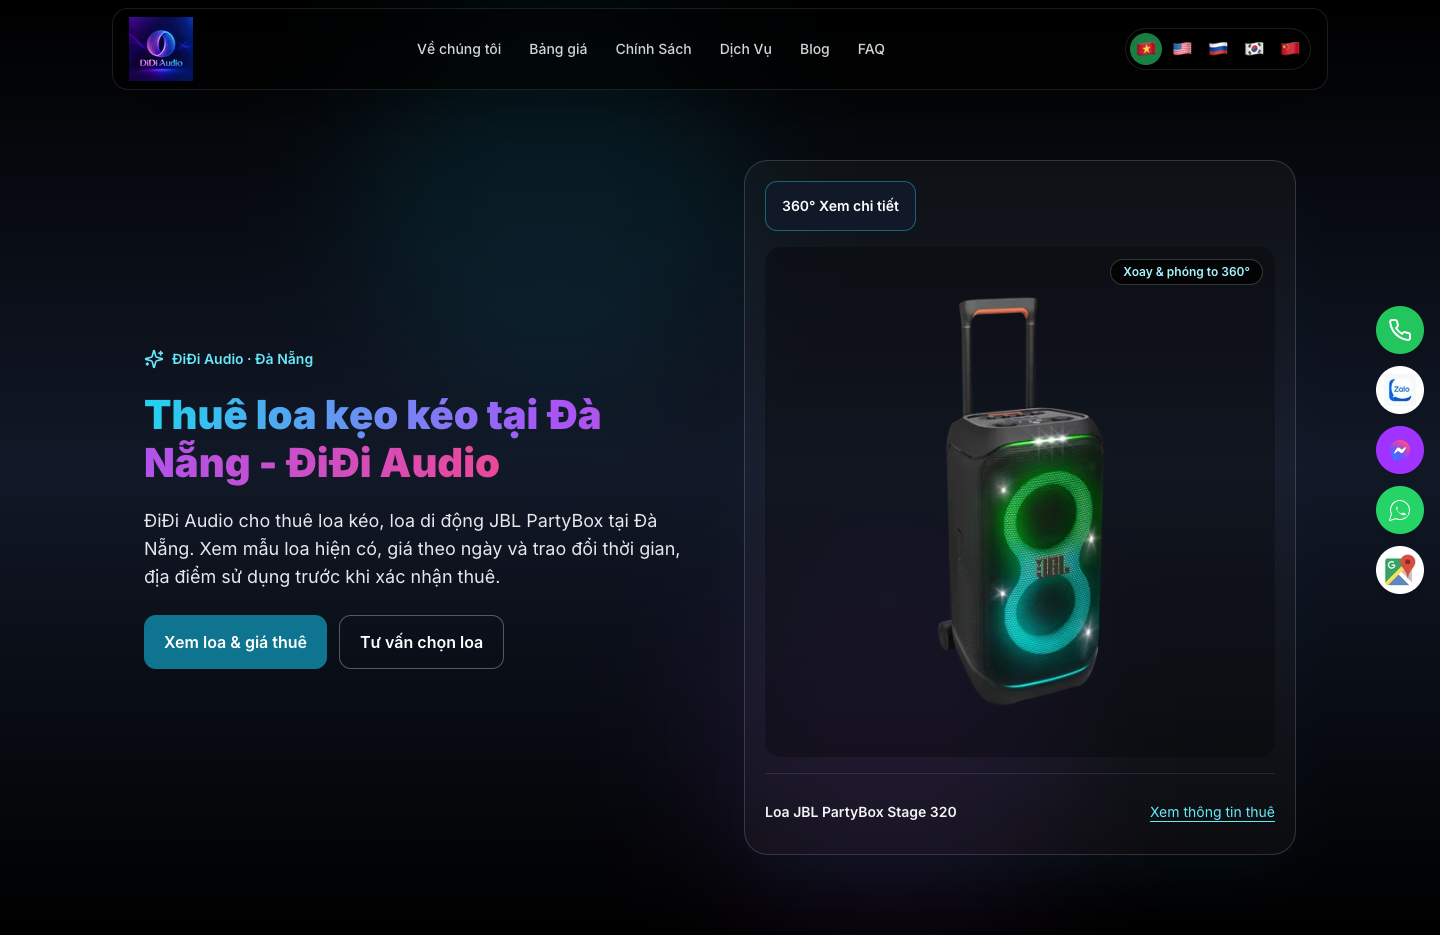 DiDi Audio
Về chúng tôi
Bảng giá
Chính Sách
Dịch Vụ
Blog
FAQ
360° Xem chi tiết
Xoay & phóng to 360°
ĐiĐi Audio · Đà Nẵng
Thuê loa kẹo kéo tại Đà
Nẵng - ĐiĐi Audio
ĐiĐi Audio cho thuê loa kéo, loa di động JBL PartyBox tại Đà
Nẵng. Xem mẫu loa hiện có, giá theo ngày và trao đổi thời gian,
địa điểm sử dụng trước khi xác nhận thuê.
Xem loa & giá thuê
Tư vấn chọn loa
JBL
Loa JBL PartyBox Stage 320
Xem thông tin thuê
Zalo
G